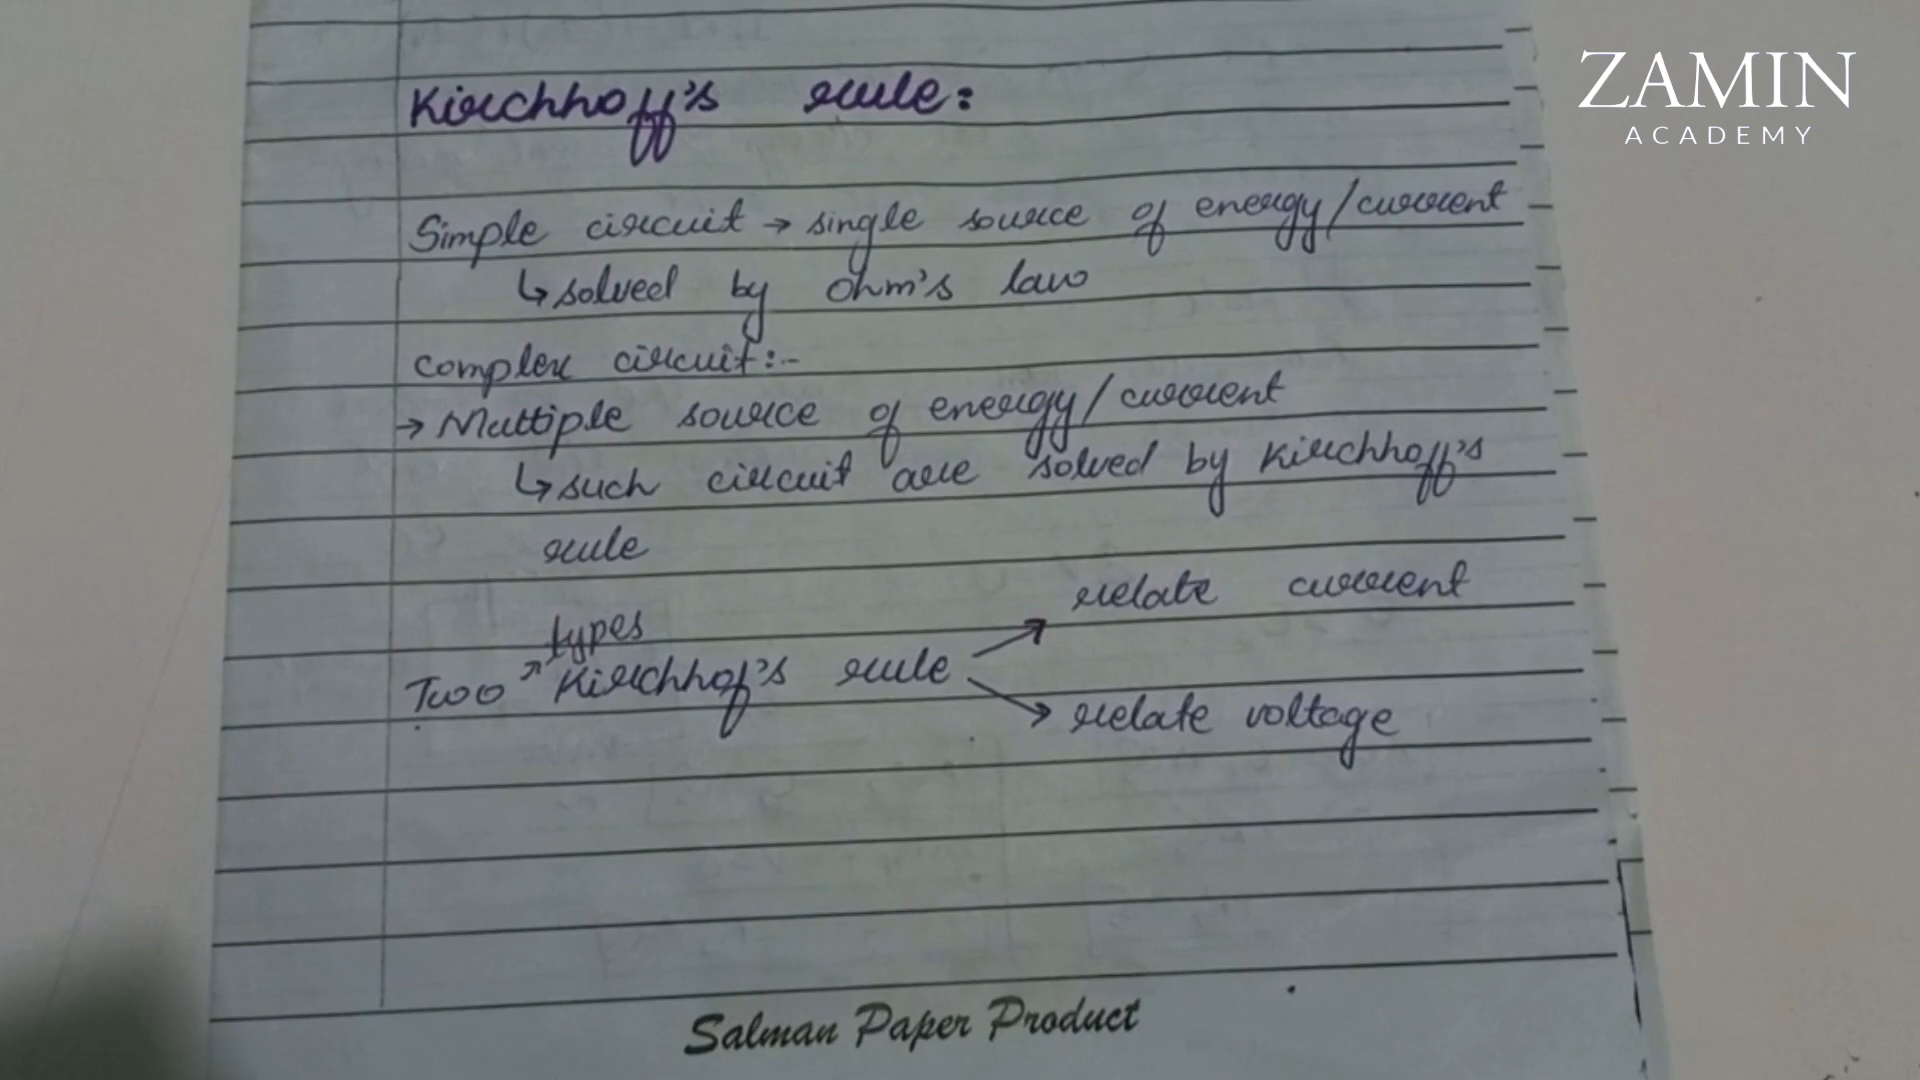 ZAMIN
ACADEMY
Kirchhoff's rule:
Simple circuit → single source of energy/current
↳ solved by ohm's law
complex circuit:-
→ Multiple source of energy/current
↳ such circuit are solved by Kirchhoff's
rule
types
Two ↗ Kirchhof's rule
relate current
relate voltage
Salman Paper Product